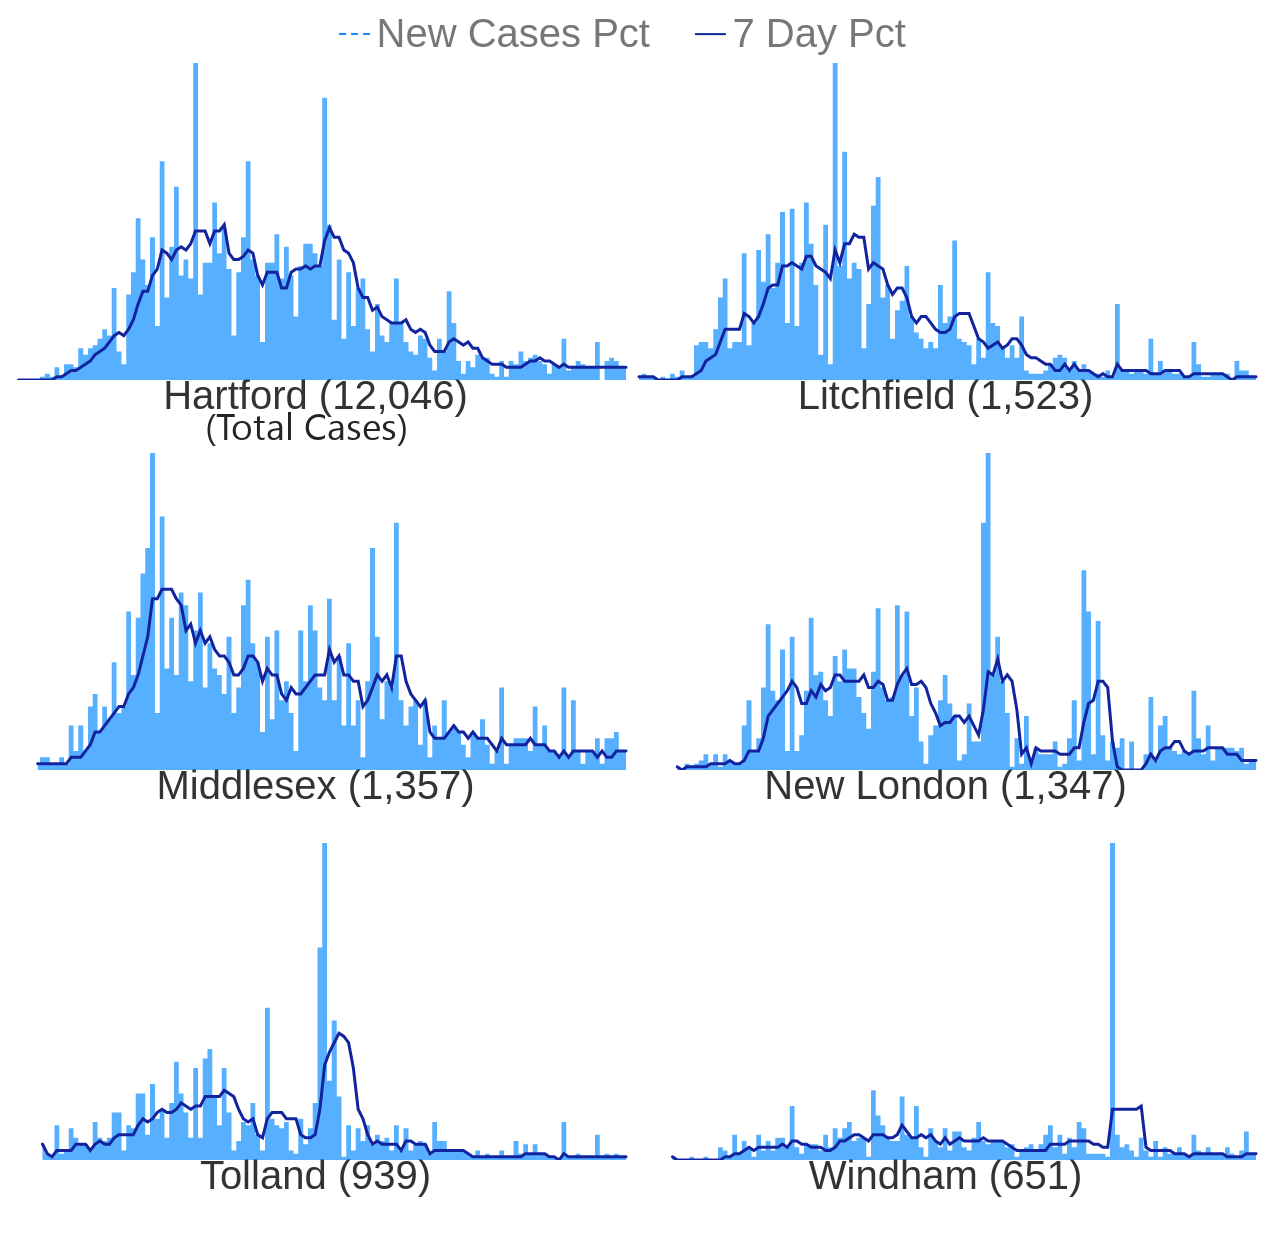 New Cases Pct 7 Day Pct
Hartford (12,046)
(Total Cases)
Litchfield (1,523)
Middlesex (1,357)
New London (1,347)
Tolland (939)
Windham (651)